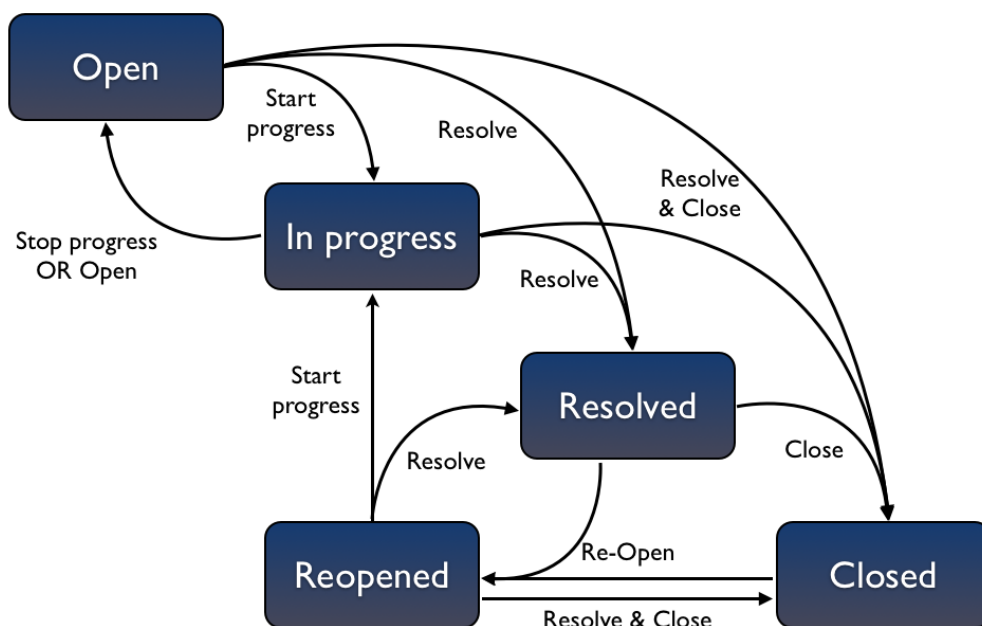 Open
Start
progress
Resolve
Resolve
& Close
In progress
Stop progress
OR Open
Resolve
Start
progress
Resolved
Resolve
Close
Re-Open
Reopened
Closed
Resolve & Close